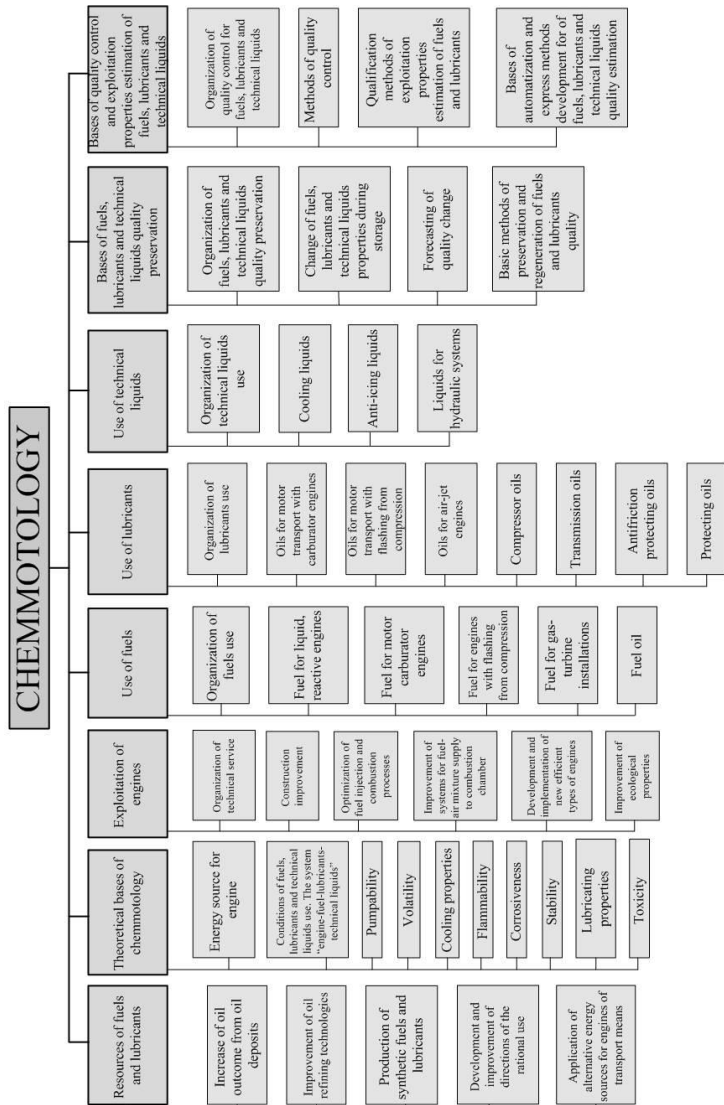 CHEMMOTOLOGY
Resources of fuels
and lubricants
Increase of oil
outcome from oil
deposits
Improvement of oil
refining technologies
Production of
synthetic fuels and
lubricants
Development and
improvement of
directions of the
rational use
Application of
alternative energy
sources for engines of
transport means
Theoretical bases of
chemmotology
Energy source for
engine
Conditions of fuels,
lubricants and technical
liquids use. The system
"engine-fuel-lubricants-
technical liquids"
Pumpability
Volatility
Cooling properties
Flammability
Corrosiveness
Stability
Lubricating
properties
Toxicity
Exploitation of
engines
Organization of
technical service
Construction
improvement
Optimization of
fuel injection and
combustion
processes
Improvement of
systems for fuel-
air mixture supply
to combustion
chamber
Development and
implementation of
new efficient
types of engines
Improvement of
ecological
properties
Use of fuels
Organization of
fuels use
Fuel for liquid,
reactive engines
Fuel for motor
carburator
engines
Fuel for engines
with flashing
from compression
Fuel for gas-
turbine
installations
Fuel oil
Use of lubricants
Organization of
lubricants use
Oils for motor
transport with
carburator engines
Oils for motor
transport with
flashing from
compression
Oils for air-jet
engines
Compressor oils
Transmission oils
Antifriction
protecting oils
Protecting oils
Use of technical
liquids
Organization of
technical liquids use
Cooling liquids
Anti-icing liquids
Liquids for
hydraulic systems
Bases of fuels,
lubricants and technical
liquids quality
preservation
Organization of
fuels, lubricants and
technical liquids
quality preservation
Change of fuels,
lubricants and
technical liquids
properties during
storage
Forecasting of
quality change
Basic methods of
preservation and
regeneration of fuels
and lubricants
quality
Bases of quality control
and exploitation
properties estimation of
fuels, lubricants and
technical liquids
Organization of
quality control for
fuels, lubricants and
technical liquids
Methods of quality
control
Qualification
methods of
exploitation
properties
estimation of fuels
and lubricants
Bases of
automatization and
express methods
development for of
fuels, lubricants and
technical liquids
quality estimation